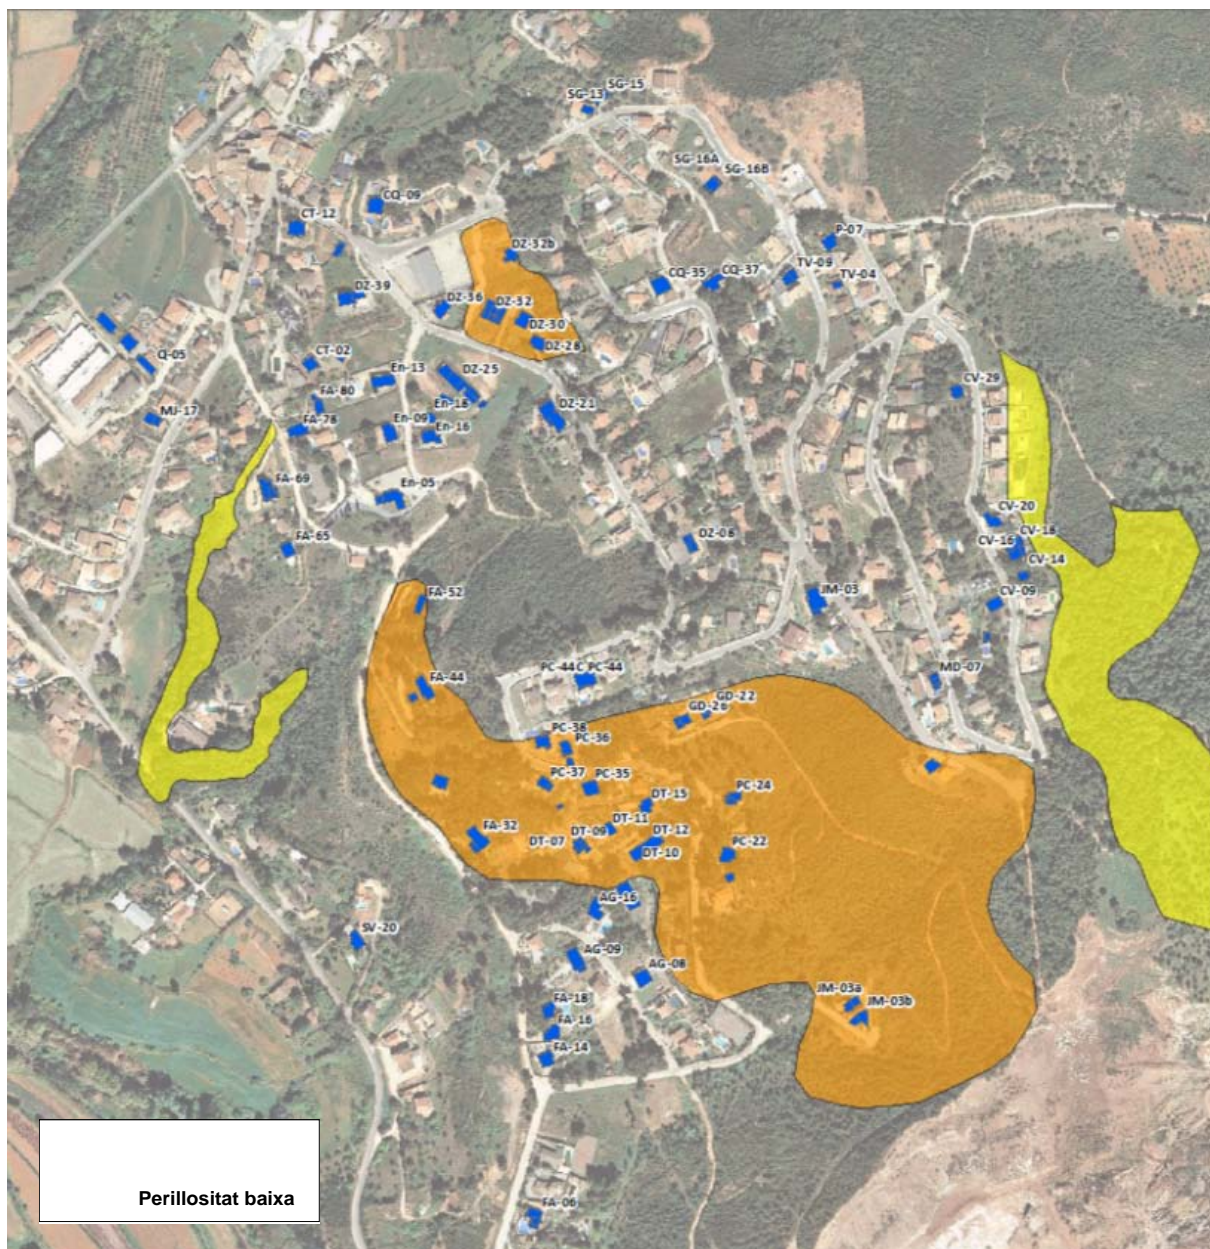 SG-15
SG-13
SG-16A
SG-16B
CQ-09
CT-12
P-07
DZ-32b
CQ-35
CQ-37
TV-09
TV-04
DZ-39
DZ-36
DZ-32
DZ-30
DZ-28
Q-05
CT-02
En-13
DZ-25
CV-29
FA-80
En-18
MJ-17
FA-78
En-09
En-16
DZ-21
FA-69
En-05
CV-20
CV-18
FA-65
DZ-08
CV-16
CV-14
FA-52
JM-03
CV-09
PC-44
C PC-44
MD-07
FA-44
GD-22
GD-26
PC-38
PC-36
PC-37
PC-35
PC-24
DT-15
DT-11
FA-32
DT-09
DT-12
DT-07
DT-10
PC-22
AG-16
SV-20
AG-09
AG-08
JM-03a
FA-18
JM-03b
FA-16
FA-14
Perillositat baixa
FA-06